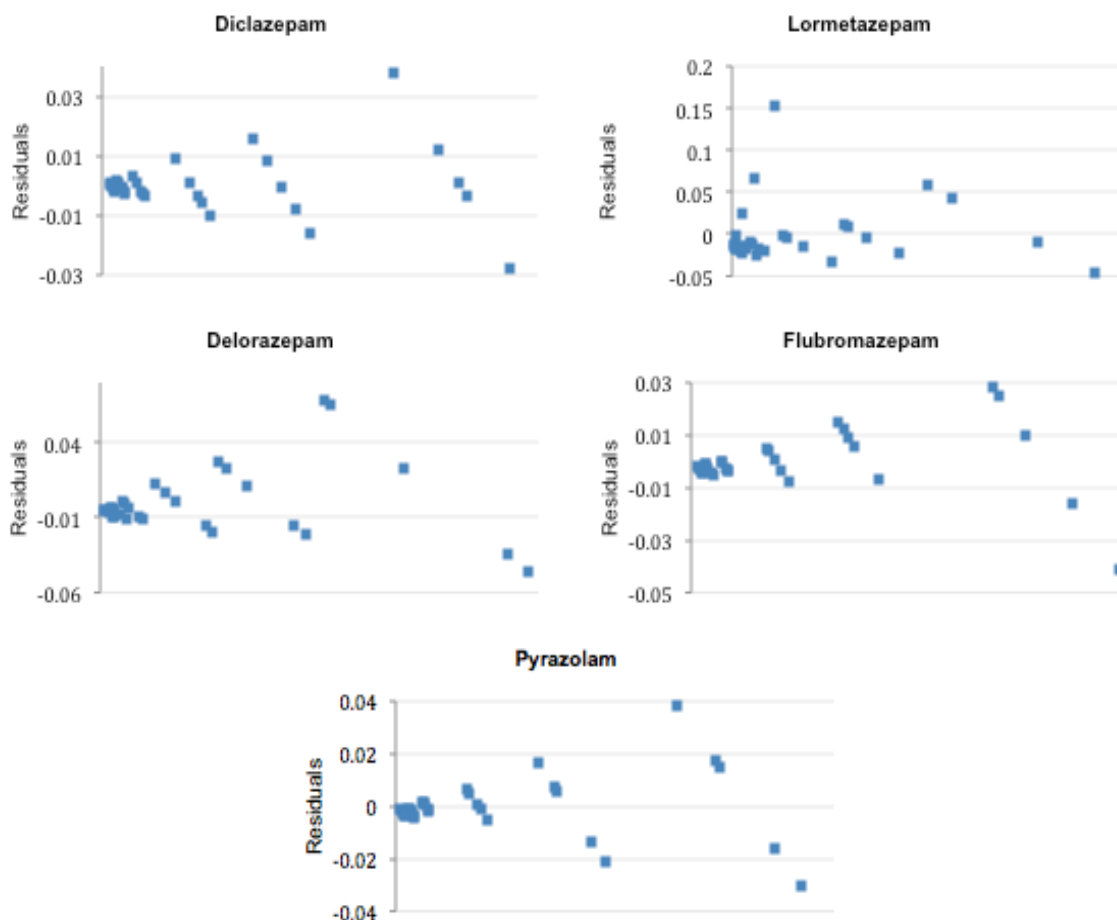 Diclazepam
Residuals
0.03
0.01
-0.01
-0.03
Lormetazepam
Residuals
0.2
0.15
0.1
0.05
0
-0.05
Delorazepam
Residuals
0.04
-0.01
-0.06
Flubromazepam
Residuals
0.03
0.01
-0.01
-0.03
-0.05
Pyrazolam
Residuals
0.04
0.02
0
-0.02
-0.04